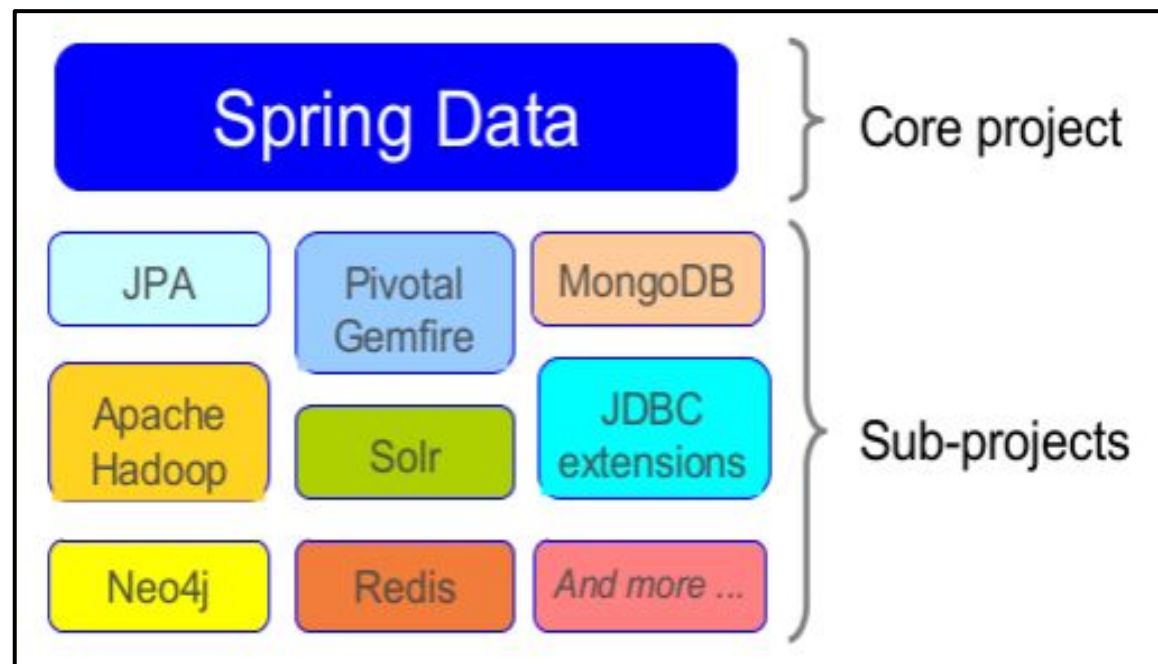 Spring Data
Core project
JPA
Pivotal
Gemfire
MongoDB
Apache
Hadoop
Solr
JDBC
extensions
Sub-projects
Neo4j
Redis
And more ...